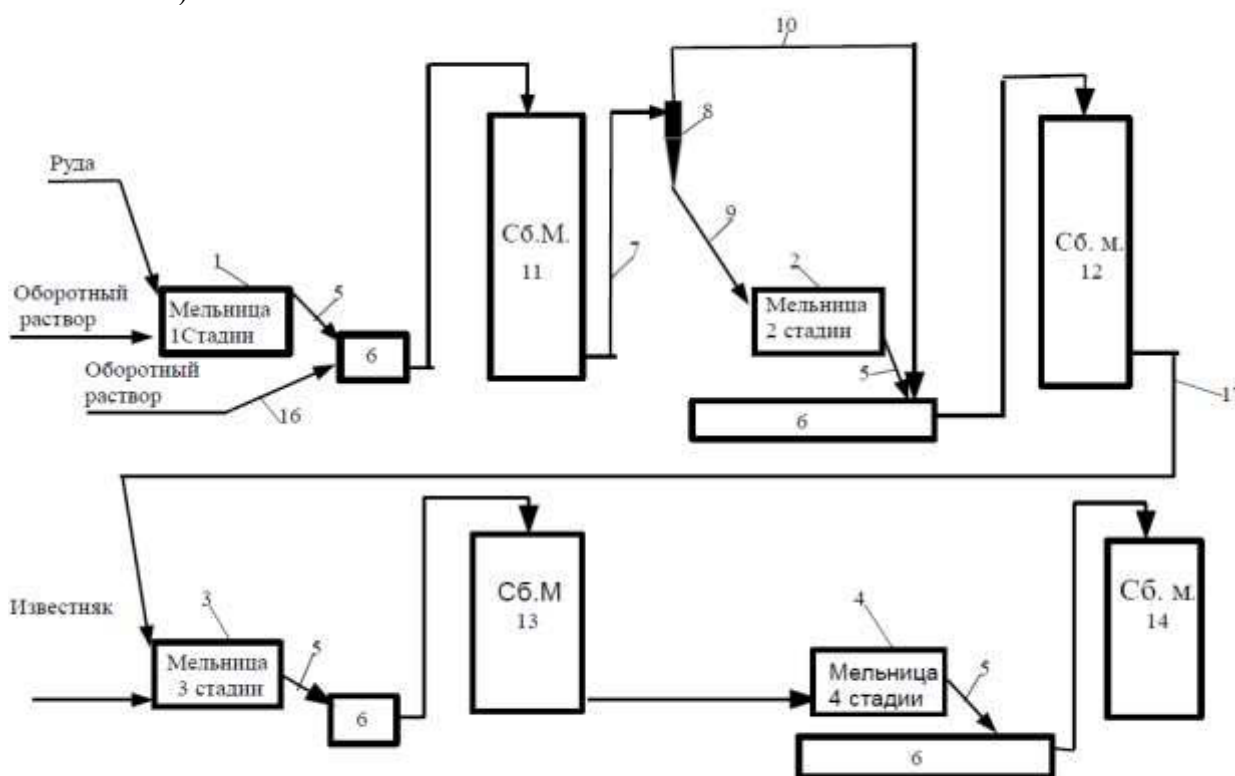 10
8
Руда
Сб.М.
11
7
9
Сб. м.
12
1
5
2
Оборотный
раствор
Мельница
1Стадии
Мельница
2 стадии
6
5
Оборотный
раствор
16
6
17
Известняк
3
5
Мельница
3 стадии
6
Сб.М
13
4
Мельница
4 стадии
5
6
Сб. м.
14